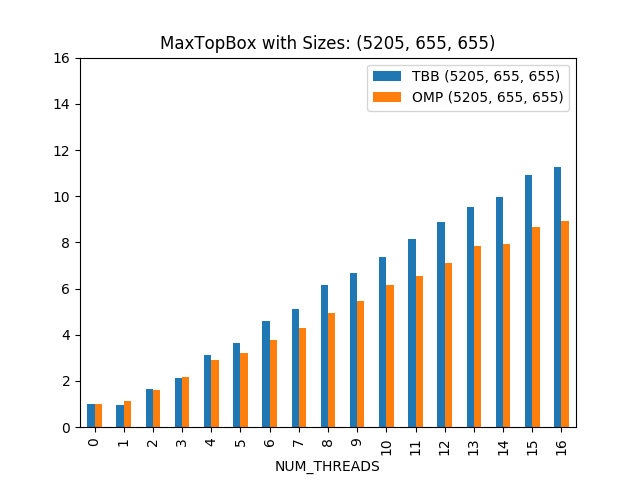 MaxTopBox with Sizes: (5205, 655, 655)
16
14
12
10
8
6
4
2
0
TBB (5205, 655, 655)
OMP (5205, 655, 655)
0 1 2 3 4 5 6 7 8 9 10 11 12 13 14 15 16
NUM_THREADS